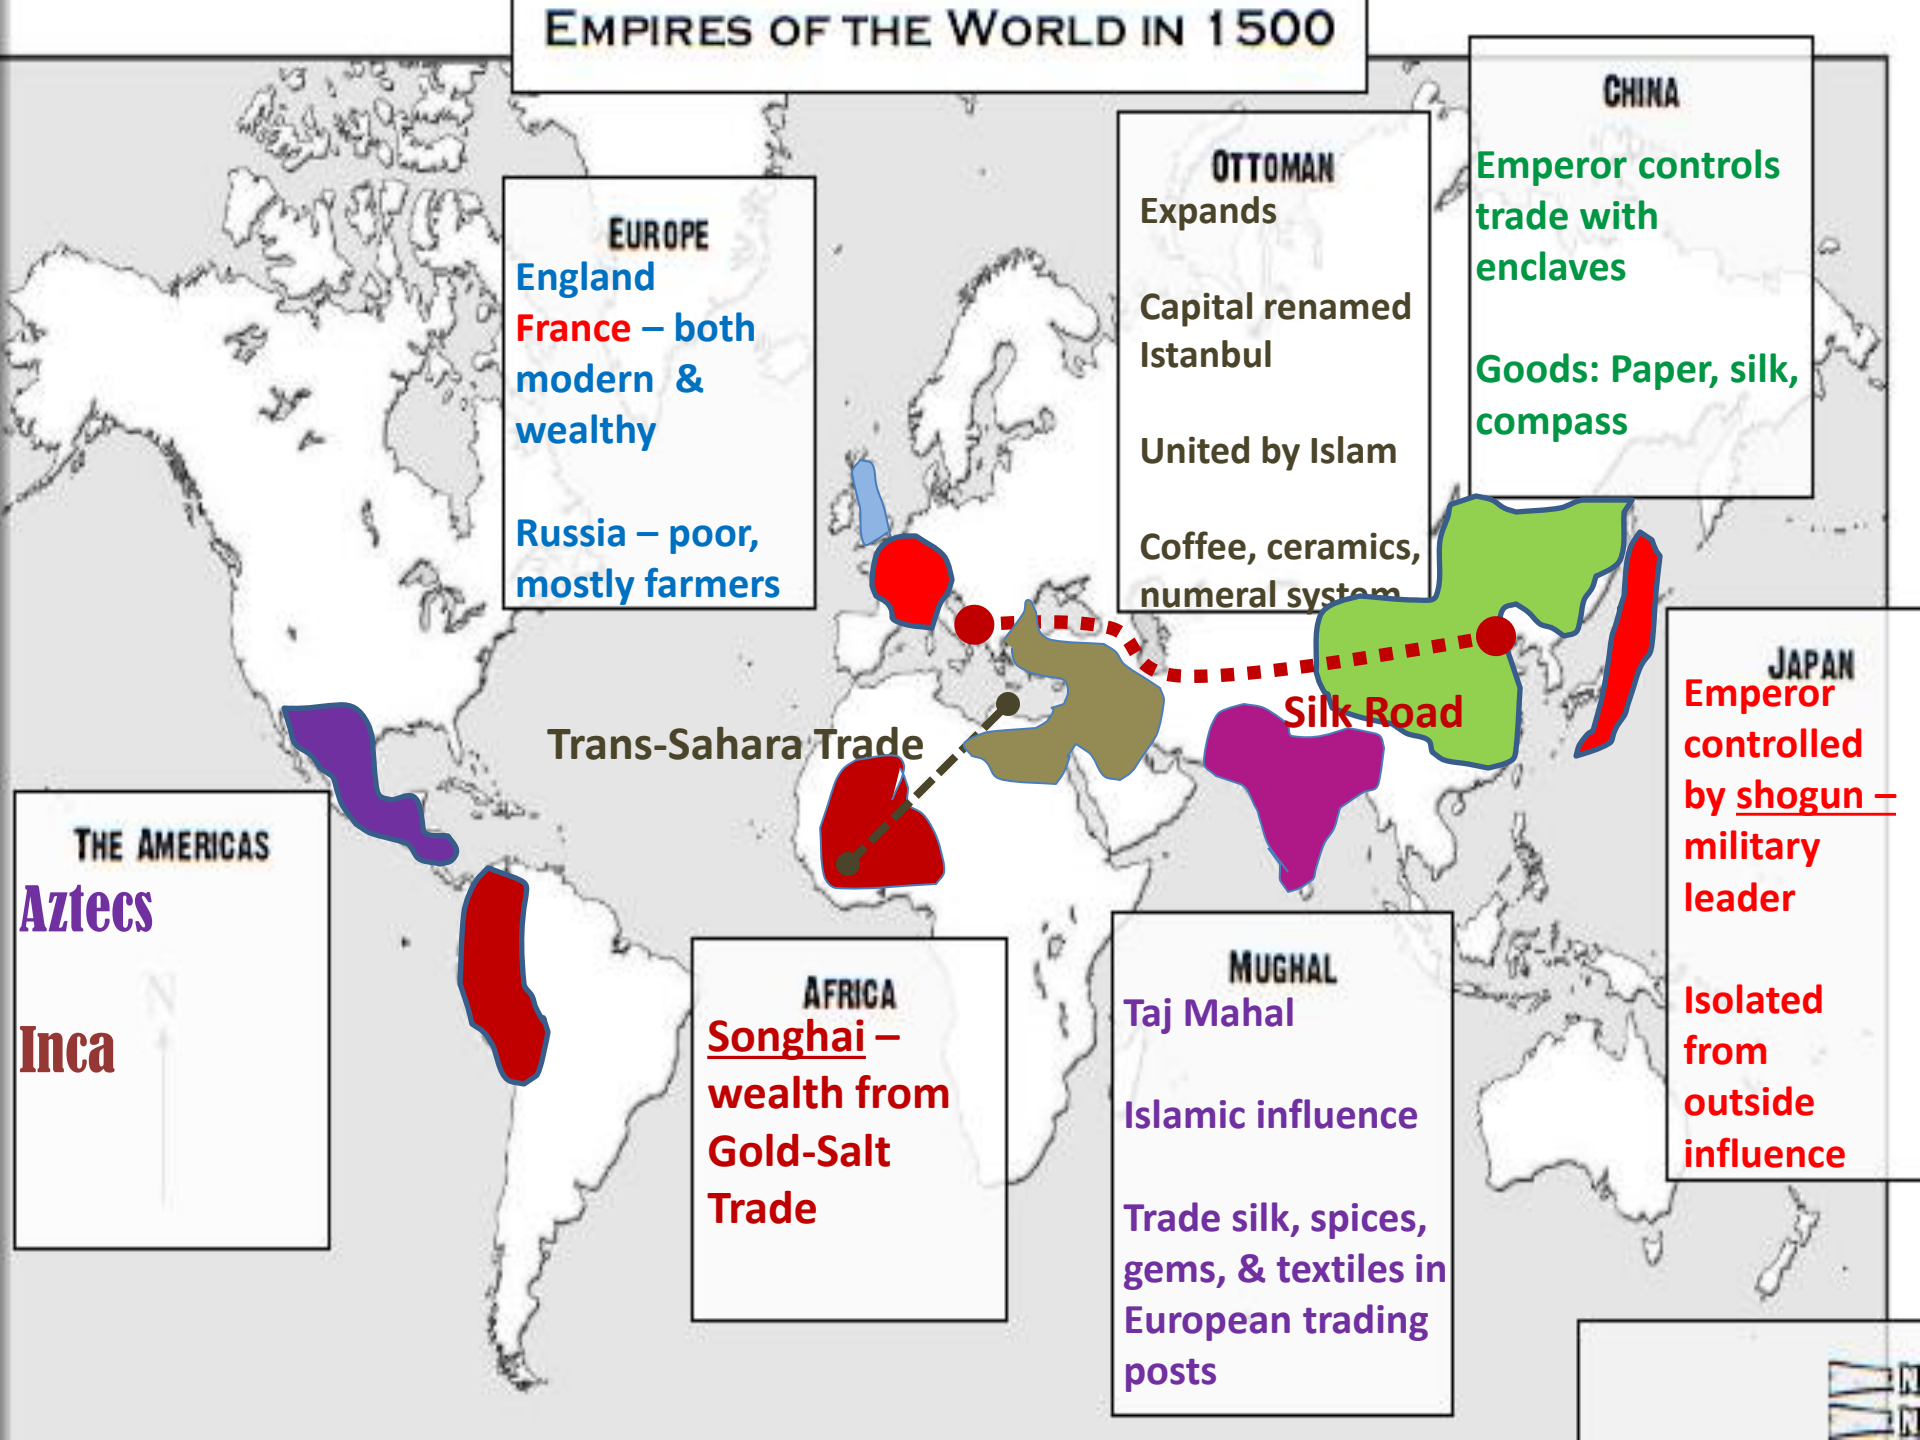 EMPIRES OF THE WORLD IN 1500
CHINA
Emperor controls
trade with
enclaves
Goods: Paper, silk,
compass
OTTOMAN
Expands
Capital renamed
Istanbul
United by Islam
Coffee, ceramics,
numeral system
EUROPE
England
France – both
modern & 
wealthy
Russia – poor,
mostly farmers
JAPAN
Emperor
controlled
by shogun –
military
leader
Isolated
from
outside
influence
Silk Road
Trans-Sahara Trade
THE AMERICAS
Aztecs
Inca
N
AFRICA
Songhai –
wealth from
Gold-Salt
Trade
MUGHAL
Taj Mahal
Islamic influence
Trade silk, spices,
gems, & textiles in
European trading
posts
N
N